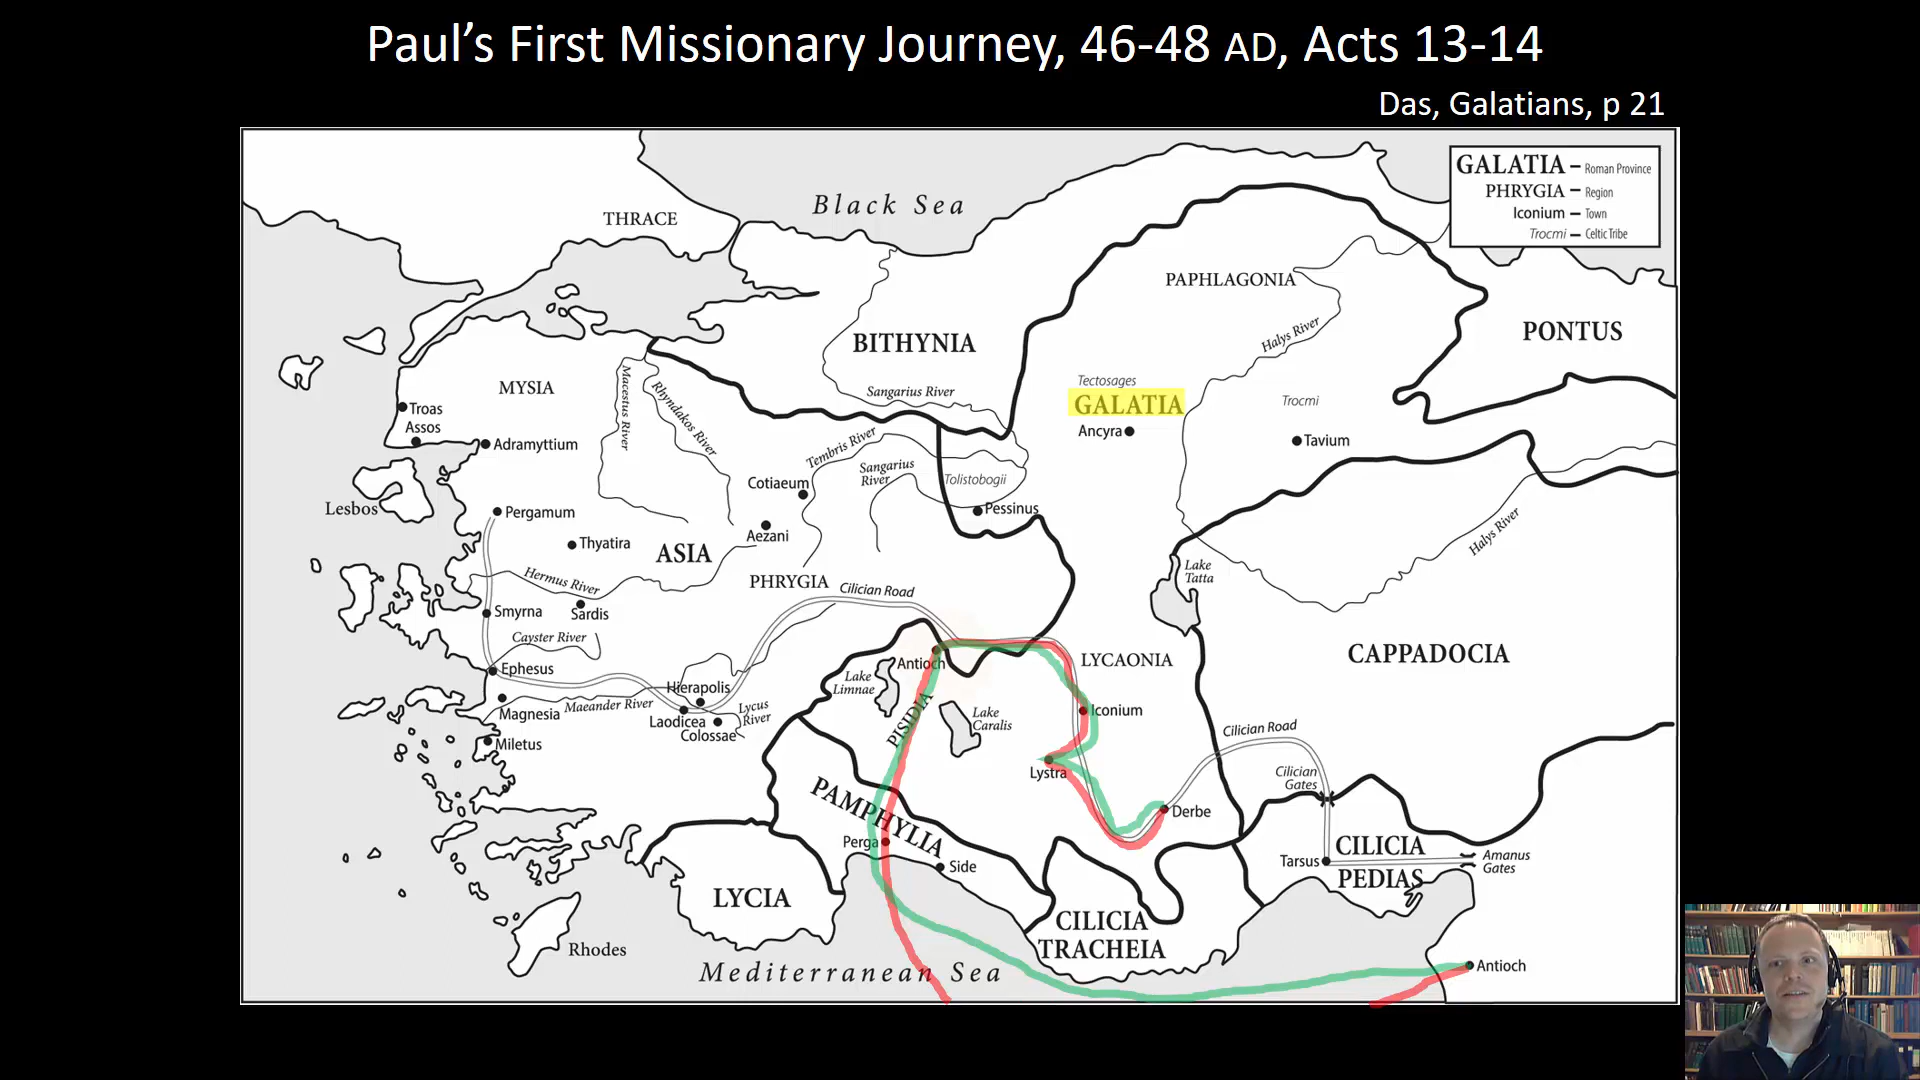 Paul’s First Missionary Journey, 46-48 AD, Acts 13-14
Das, Galatians, p 21
GALATIA – Roman Province
PHRYGIA – Region
Iconium – Town
Trocmi – Celtic Tribe
Black Sea
THRACE
PAPHLAGONIA
Halys River
PONTUS
BITHYNIA
Sangarius River
MYSIA
Macestus River
Rhyndakos River
Tectosages
GALATIA
Ancyra
Trocmi
Tavium
Troas
Assos
Adramyttium
Tembris River
Sangarius
River
Tolistobogii
Pessinus
Cotiaeum
Aezani
Lesbos
Pergamum
Thyatira
ASIA
Halys River
Hermus River
PHRYGIA
Cilician Road
Lake
Tatta
Smyrna
Sardis
Cayster River
Ephesus
Antioch
LYCAONIA
CAPPADOCIA
Lake
Limnae
PISIDIA
Hierapolis
Magnesia
Maeander River
Laodicea
Colossae
Lycus
River
Lake
Caralis
Iconium
Miletus
Lystra
Cilician Road
Cilician
Gates
PAMPHYLIA
Derbe
Perga
Side
Tarsus
CILICIA
PEDIAS
Amanus
Gates
LYCIA
CILICIA
TRACHEIA
Rhodes
Mediterranean Sea
Antioch